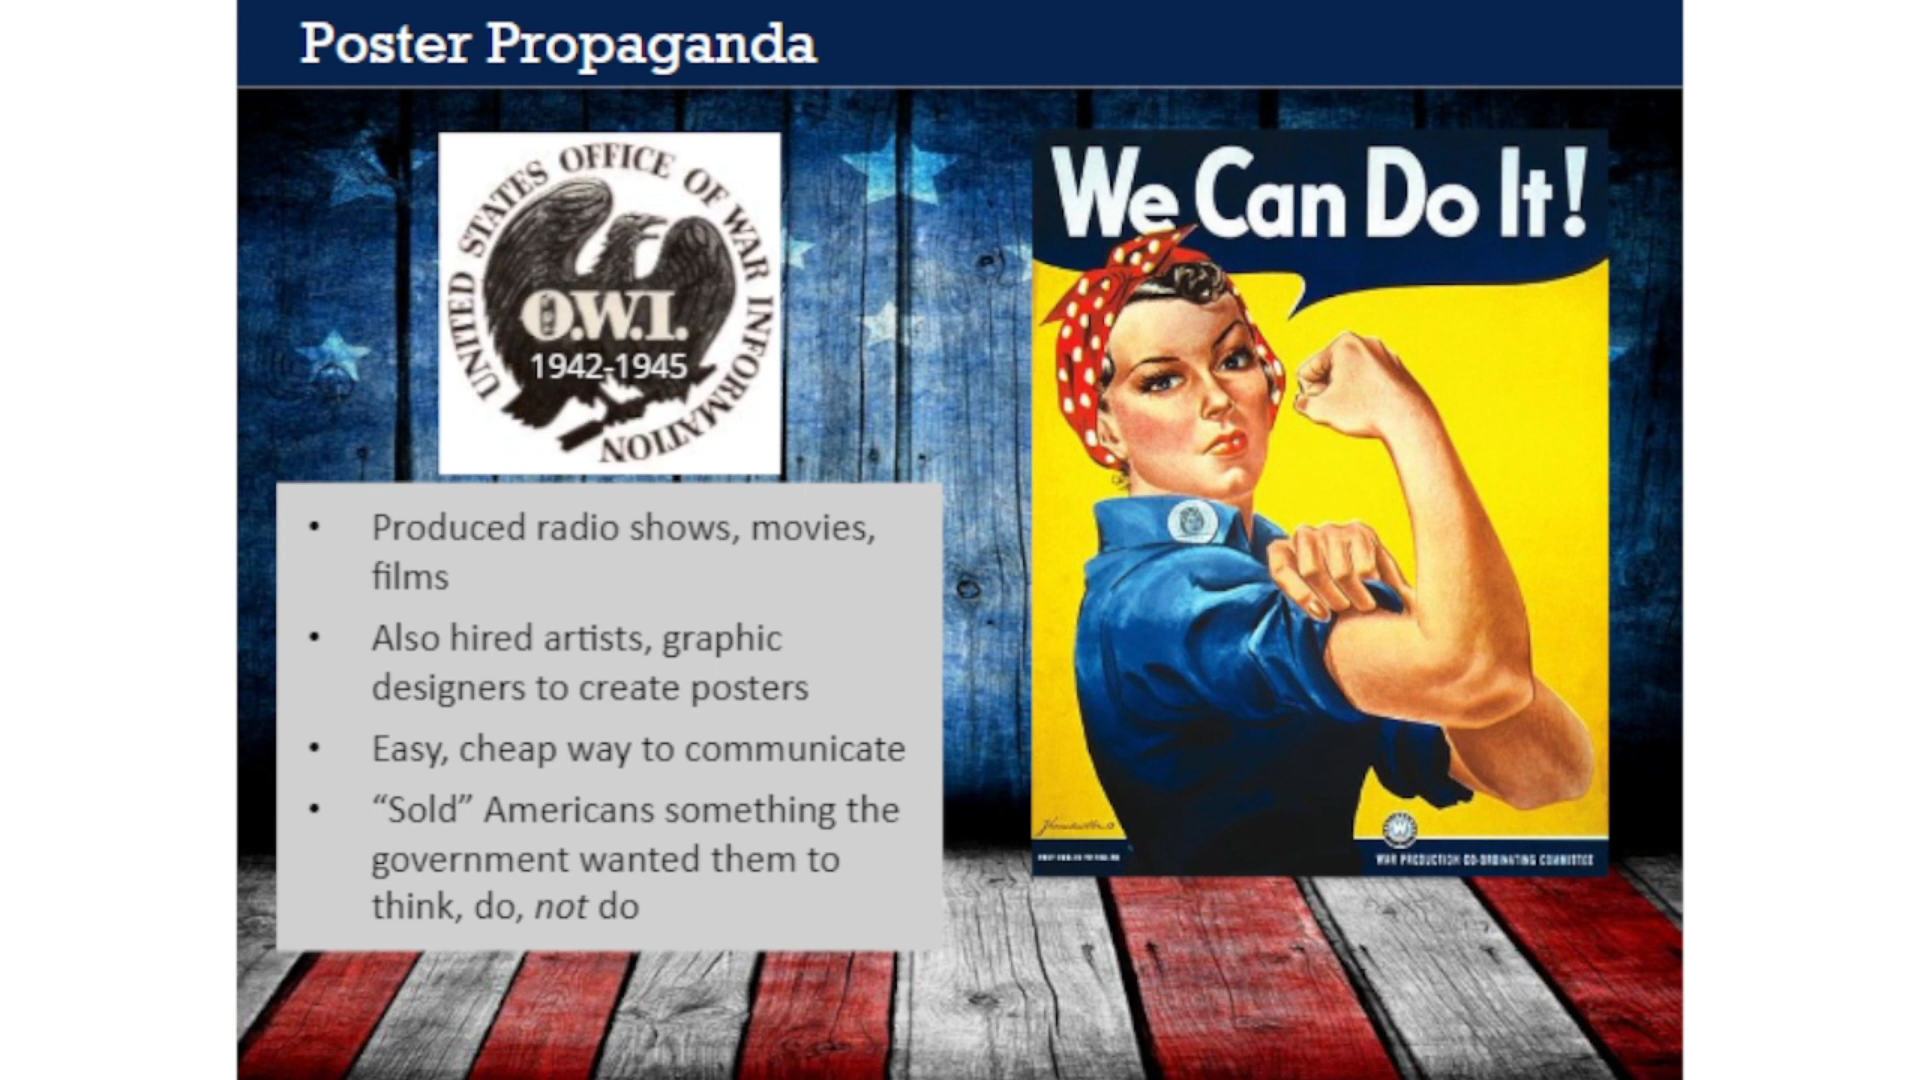 Poster Propaganda
UNITED STATES OFFICE OF WAR INFORMATION
O.W.I.
1942-1945
• Produced radio shows, movies,
films
• Also hired artists, graphic
designers to create posters
• Easy, cheap way to communicate
• “Sold” Americans something the
government wanted them to
think, do, not do
We Can Do It!
W
WAR PRODUCTION CO-ORDINATING COMMITTEE